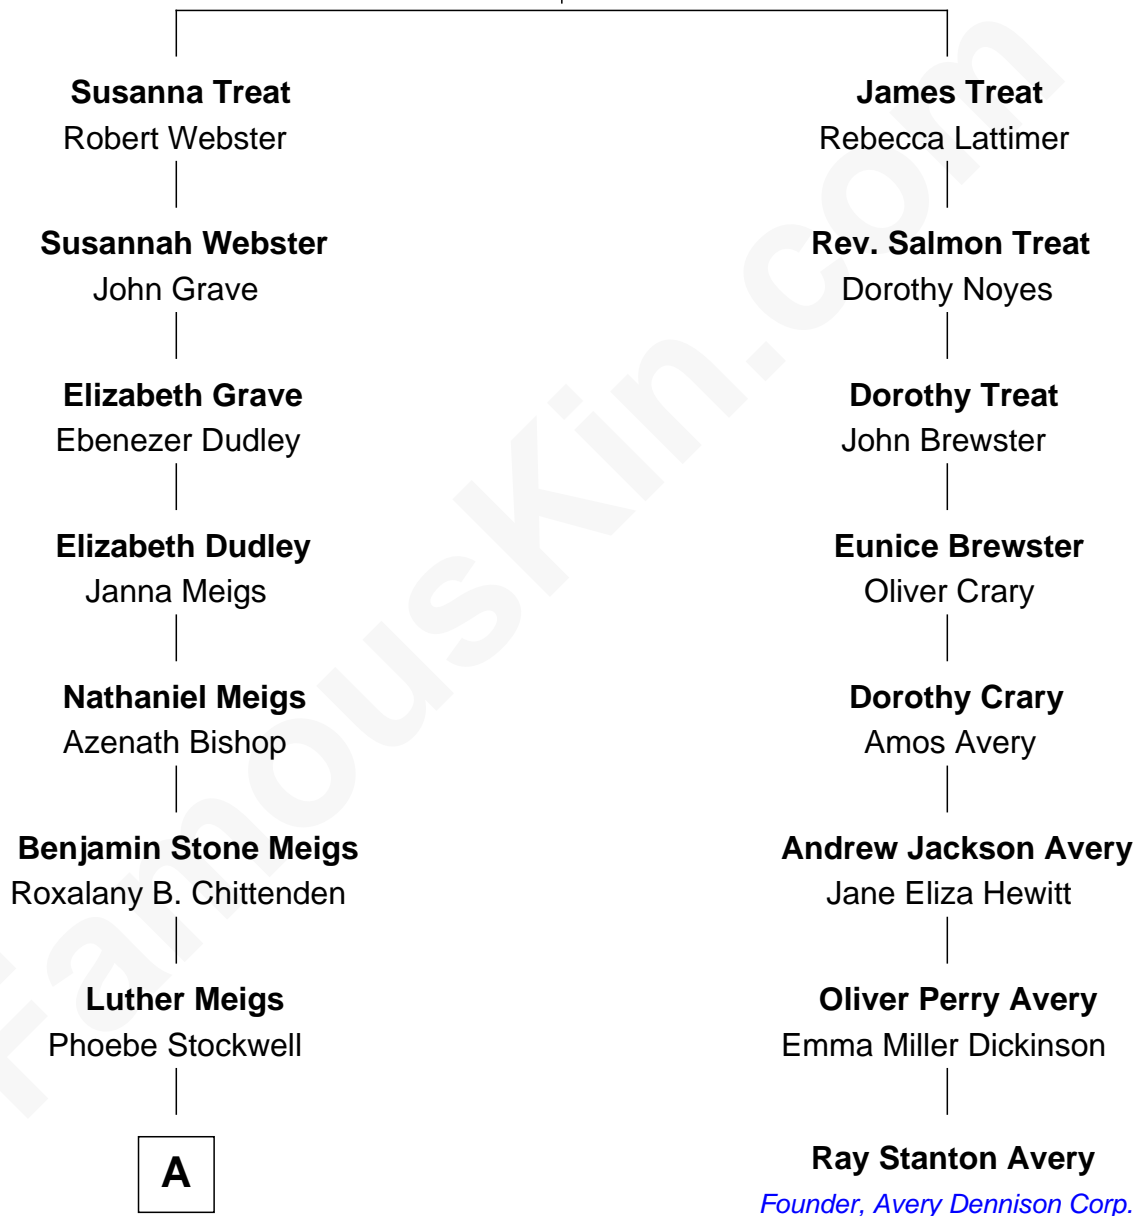 Susanna Treat
Robert Webster
James Treat
Rebecca Lattimer
Susannah Webster
John Grave
Rev. Salmon Treat
Dorothy Noyes
Elizabeth Grave
Ebenezer Dudley
Dorothy Treat
John Brewster
Elizabeth Dudley
Janna Meigs
Eunice Brewster
Oliver Crary
Nathaniel Meigs
Azenath Bishop
Dorothy Crary
Amos Avery
Benjamin Stone Meigs
Roxalany B. Chittenden
Andrew Jackson Avery
Jane Eliza Hewitt
Luther Meigs
Phoebe Stockwell
Oliver Perry Avery
Emma Miller Dickinson
A
Ray Stanton Avery
Founder, Avery Dennison Corp.
FamousKin.com